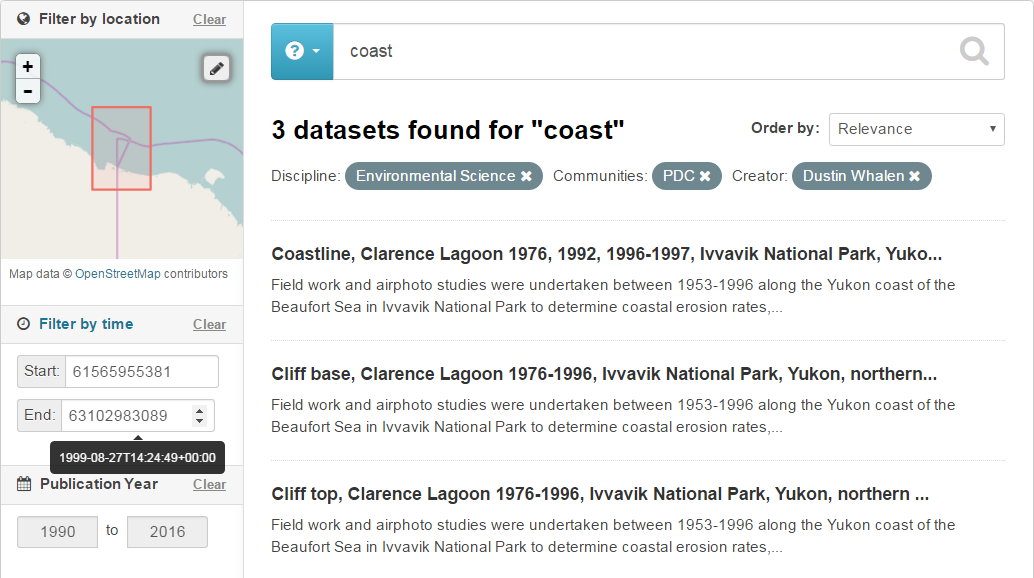 Filter by location Clear
+
-
Map data © OpenStreetMap contributors
Filter by time Clear
Start: 61565955381
End: 63102983089
1999-08-27T14:24:49+00:00
Publication Year Clear
1990 to 2016
? coast
3 datasets found for "coast" Order by: Relevance
Discipline: Environmental Science ✖ Communities: PDC ✖ Creator: Dustin Whalen ✖
Coastline, Clarence Lagoon 1976, 1992, 1996-1997, Ivvavik National Park, Yuko...
Field work and airphoto studies were undertaken between 1953-1996 along the Yukon coast of the
Beaufort Sea in Ivvavik National Park to determine coastal erosion rates,...
Cliff base, Clarence Lagoon 1976-1996, Ivvavik National Park, Yukon, northern...
Field work and airphoto studies were undertaken between 1953-1996 along the Yukon coast of the
Beaufort Sea in Ivvavik National Park to determine coastal erosion rates,...
Cliff top, Clarence Lagoon 1976-1996, Ivvavik National Park, Yukon, northern ...
Field work and airphoto studies were undertaken between 1953-1996 along the Yukon coast of the
Beaufort Sea in Ivvavik National Park to determine coastal erosion rates,...